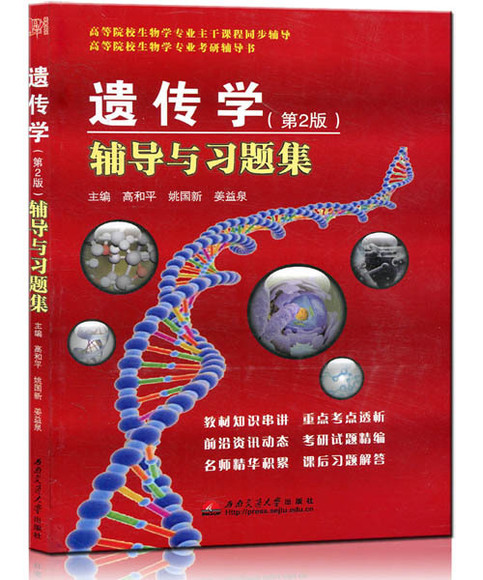 高等院校生物学专业主干课程同步辅导
高等院校生物学专业考研辅导书
遗传学(第2版)
辅导与习题集
主编 高和平 姚国新 姜益泉
教材知识串讲 重点考点透析
前沿资讯动态 考研试题精编
名师精华积累 课后习题解答
西南交通大学出版社
Http://press.swjtu.edu.cn
遗传学(第2版)辅导与习题集
主编 高和平 姚国新 姜益泉